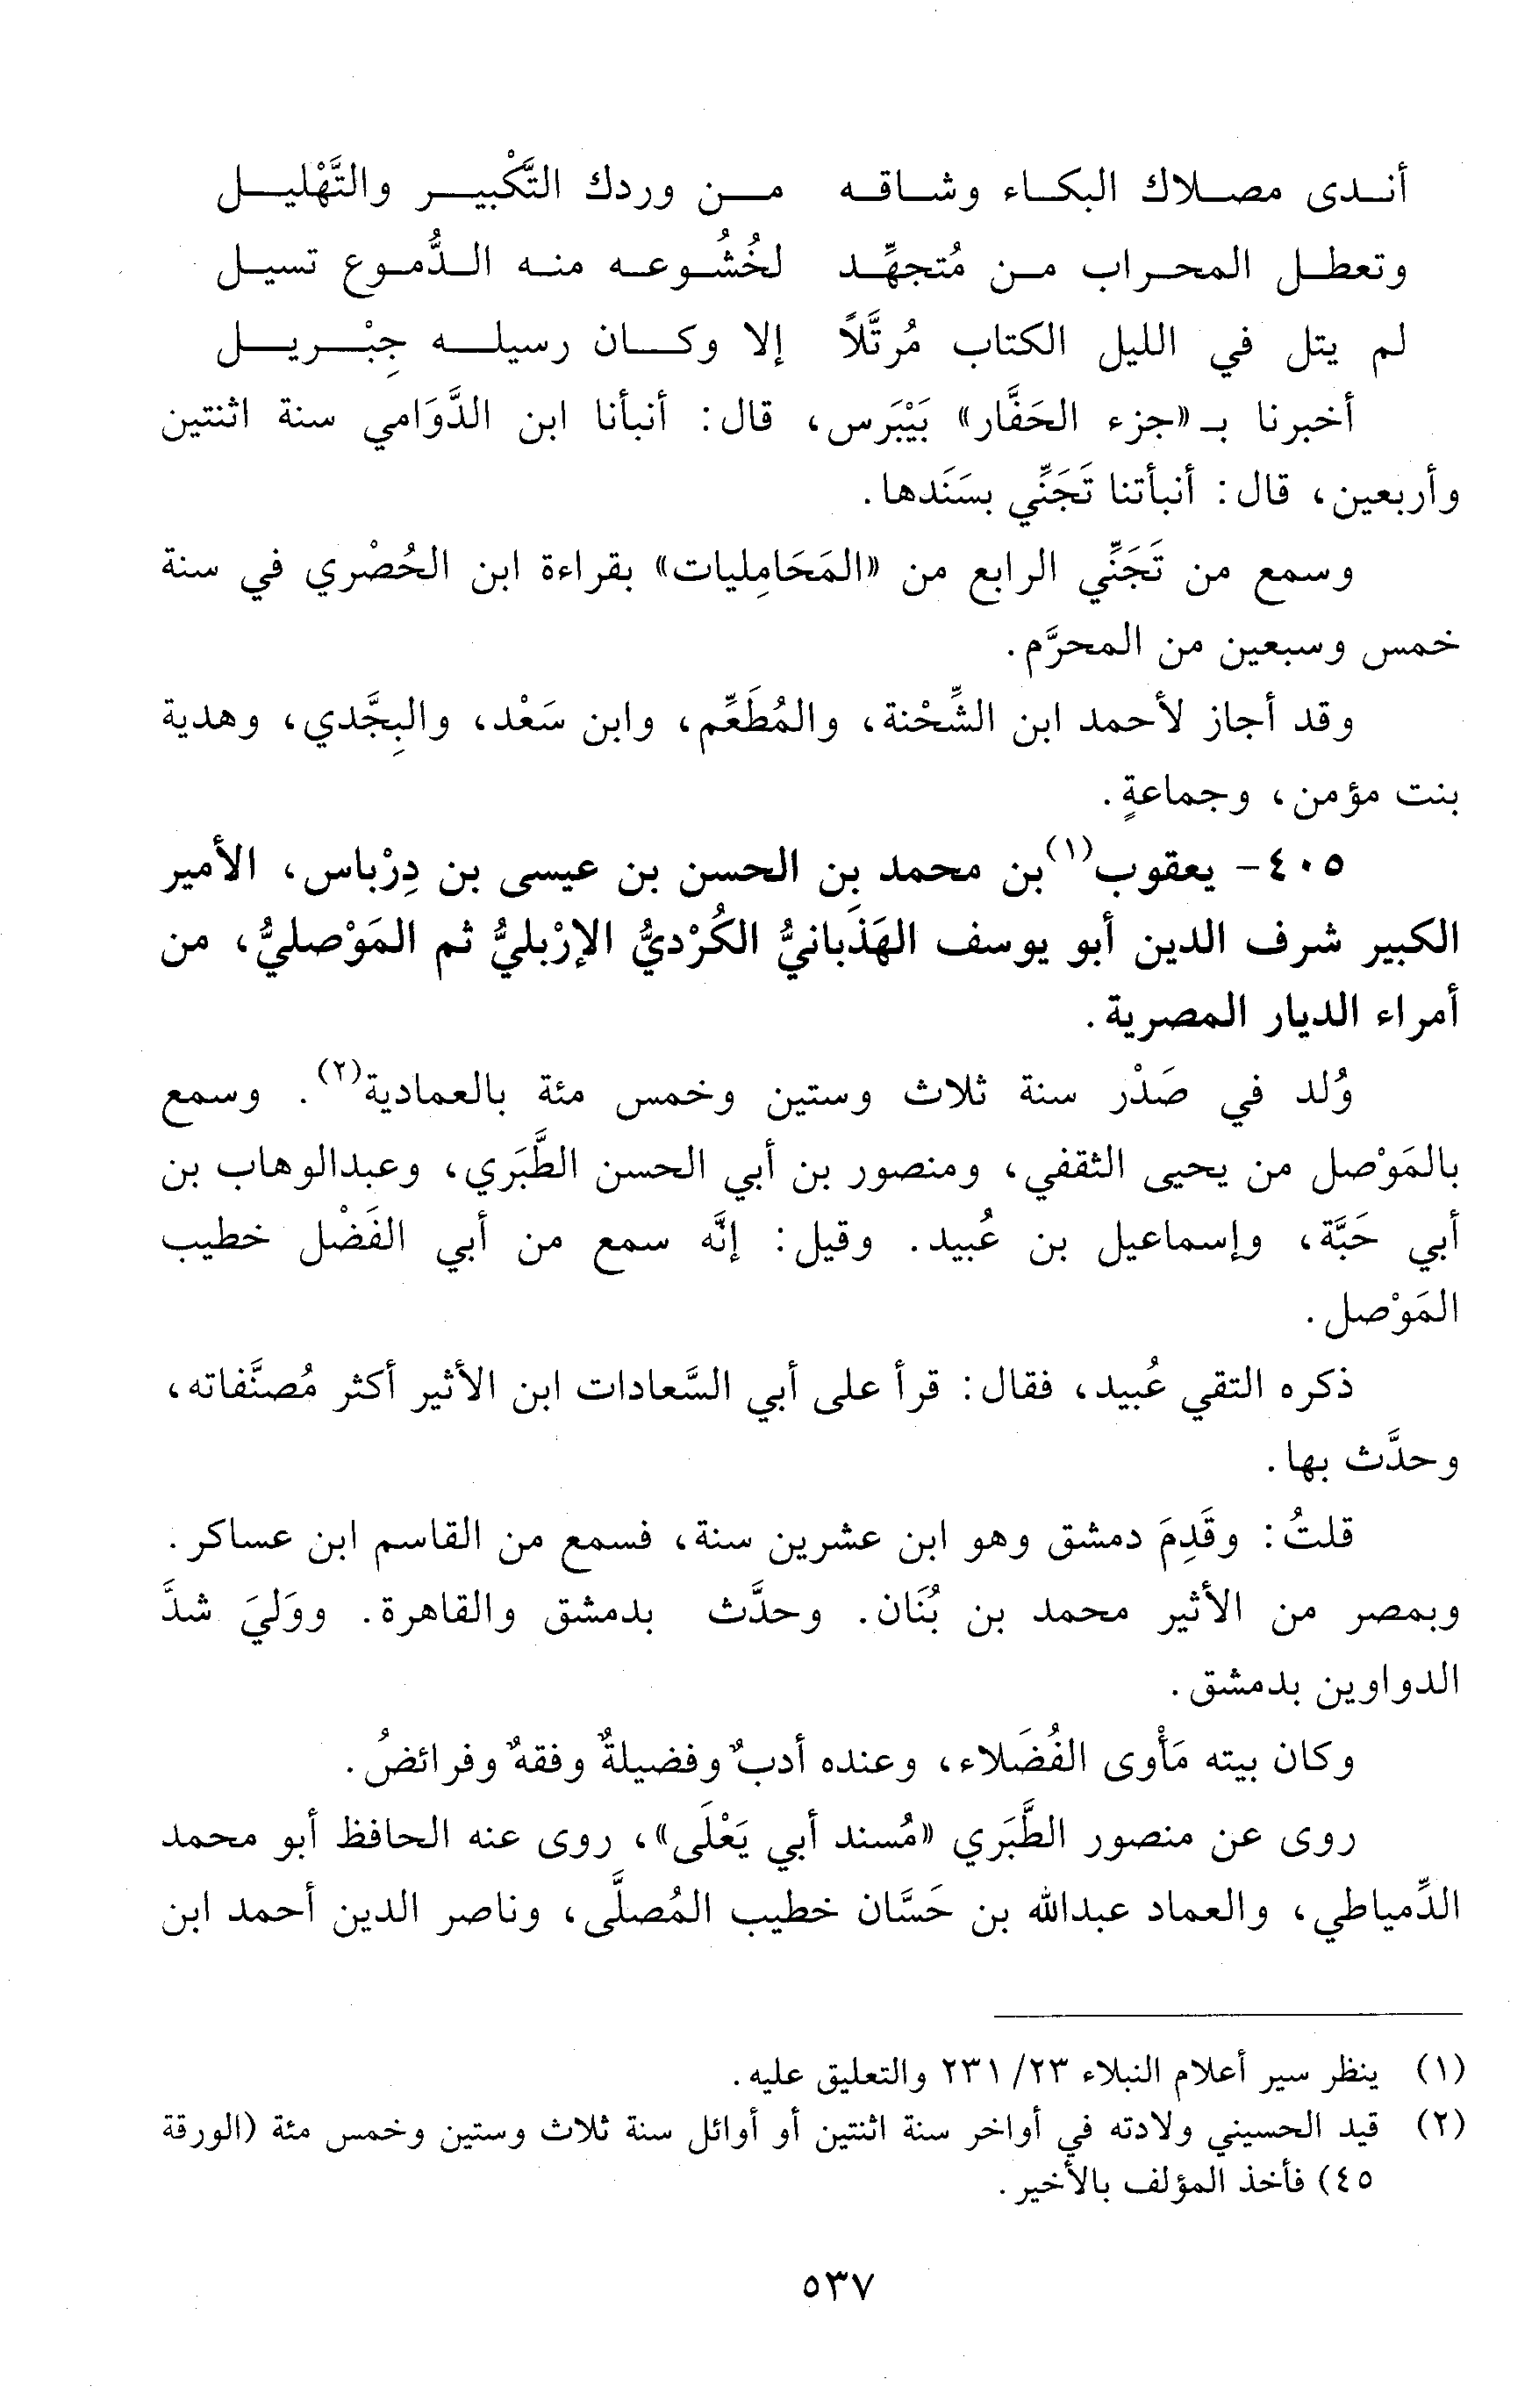 أندى مصلاك البكاء وشاقه من وردك التَّكْبير والتَّهْليل
وتعطل المحراب من مُتجهِّد لخُشُوعه منه الدُّموع تسيل
لم يتل في الليل الكتاب مُرتَّلاً إلا وكان رسيله جِبْريل
أخبرنا بـ «جزء الحَفَّار» بَيْبَرس، قال: أنبأنا ابن الدَّوَامي سنة اثنتين
وأربعين، قال: أنبأتنا تَجَنِّي بسَنَدها.
وسمع من تَجَنِّي الرابع من «المَحَامِليات» بقراءة ابن الحُصْري في سنة
خمس وسبعين من المحرَّم.
وقد أجاز لأحمد ابن الشِّحْنة، والمُطَعِّم، وابن سَعْد، والبِجَّدي، وهدية
بنت مؤمن، وجماعةٍ.
٤٠٥- يعقوب(١) بن محمد بن الحسن بن عيسى بن دِرْباس، الأمير
الكبير شرف الدين أبو يوسف الهَذَبانيُّ الكُرْديُّ الإرْبليُّ ثم المَوْصليُّ، من
أمراء الديار المصرية.
وُلد في صَدْر سنة ثلاث وستين وخمس مئة بالعمادية(٢). وسمع
بالمَوْصل من يحيى الثقفي، ومنصور بن أبي الحسن الطَّبَري، وعبدالوهاب بن
أبي حَبَّة، وإسماعيل بن عُبيد. وقيل: إنَّه سمع من أبي الفَضْل خطيب
المَوْصل.
ذكره التقي عُبيد، فقال: قرأ على أبي السَّعادات ابن الأثير أكثر مُصنَّفاته،
وحدَّث بها.
قلتُ: وقَدِمَ دمشق وهو ابن عشرين سنة، فسمع من القاسم ابن عساكر.
وبمصر من الأثير محمد بن بُنَان. وحدَّث بدمشق والقاهرة. ووَليَ شدَّ
الدواوين بدمشق.
وكان بيته مَأْوى الفُضَلاء، وعنده أدبٌ وفضيلةٌ وفقهٌ وفرائضُ.
روى عن منصور الطَّبَري «مُسند أبي يَعْلَى»، روى عنه الحافظ أبو محمد
الدِّمياطي، والعماد عبدالله بن حَسَّان خطيب المُصلَّى، وناصر الدين أحمد ابن
(١) ينظر سير أعلام النبلاء ٢٣/ ٢٣١ والتعليق عليه.
(٢) قيد الحسيني ولادته في أواخر سنة اثنتين أو أوائل سنة ثلاث وستين وخمس مئة (الورقة
٤٥) فأخذ المؤلف بالأخير.
٥٣٧